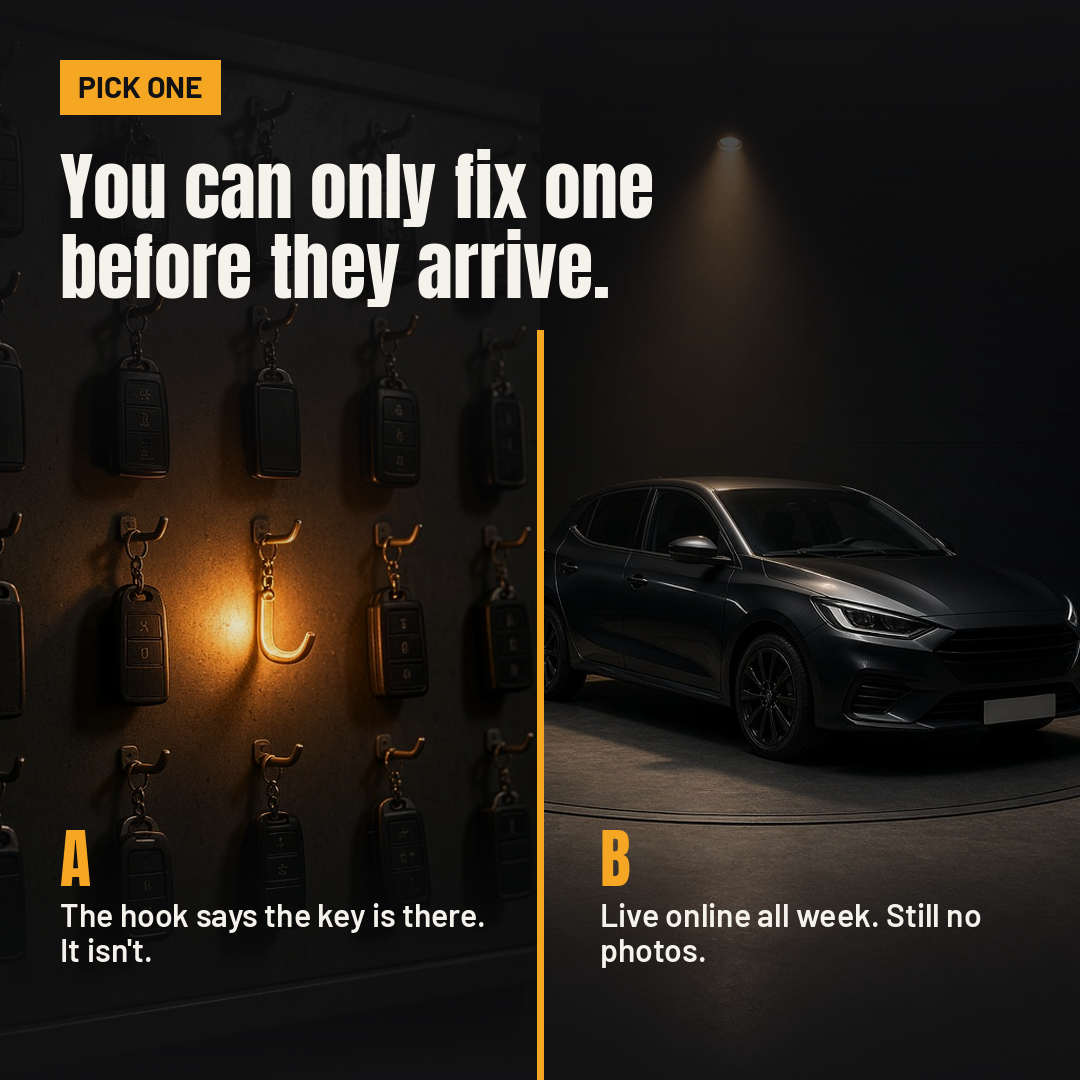 PICK ONE
You can only fix one
before they arrive.
A
The hook says the key is there.
It isn't.
B
Live online all week. Still no
photos.